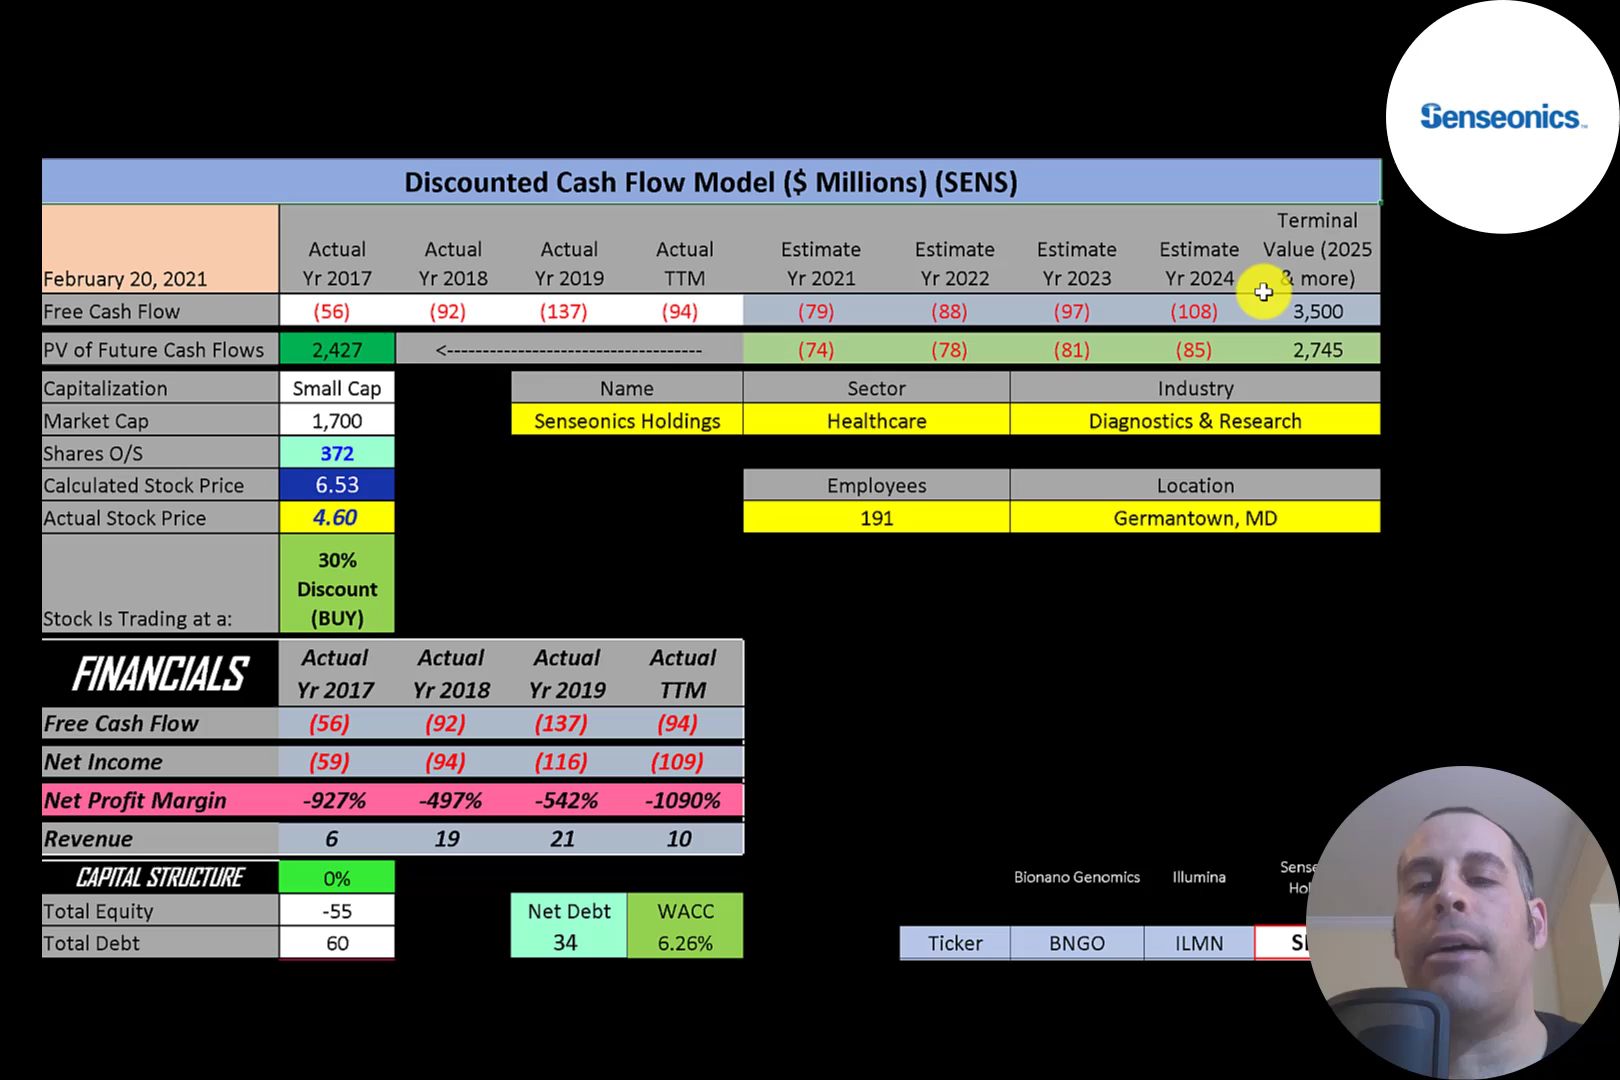 Senseonics
Discounted Cash Flow Model ($ Millions) (SENS)
February 20, 2021 Actual Yr 2017 Actual Yr 2018 Actual Yr 2019 Actual TTM Estimate Yr 2021 Estimate Yr 2022 Estimate Yr 2023 Estimate Yr 2024 Terminal Value (2025 & more)
Free Cash Flow (56) (92) (137) (94) (79) (88) (97) (108) 3,500
PV of Future Cash Flows 2,427 <---------------------------------- (74) (78) (81) (85) 2,745
Capitalization Small Cap Name Sector Industry
Market Cap 1,700 Senseonics Holdings Healthcare Diagnostics & Research
Shares O/S 372
Calculated Stock Price 6.53 Employees Location
Actual Stock Price 4.60 191 Germantown, MD
Stock Is Trading at a: 30% Discount (BUY)
FINANCIALS Actual Yr 2017 Actual Yr 2018 Actual Yr 2019 Actual TTM
Free Cash Flow (56) (92) (137) (94)
Net Income (59) (94) (116) (109)
Net Profit Margin -927% -497% -542% -1090%
Revenue 6 19 21 10
CAPITAL STRUCTURE 0% Bionano Genomics Illumina
Total Equity -55 Net Debt WACC
Total Debt 60 34 6.26% Ticker BNGO ILMN